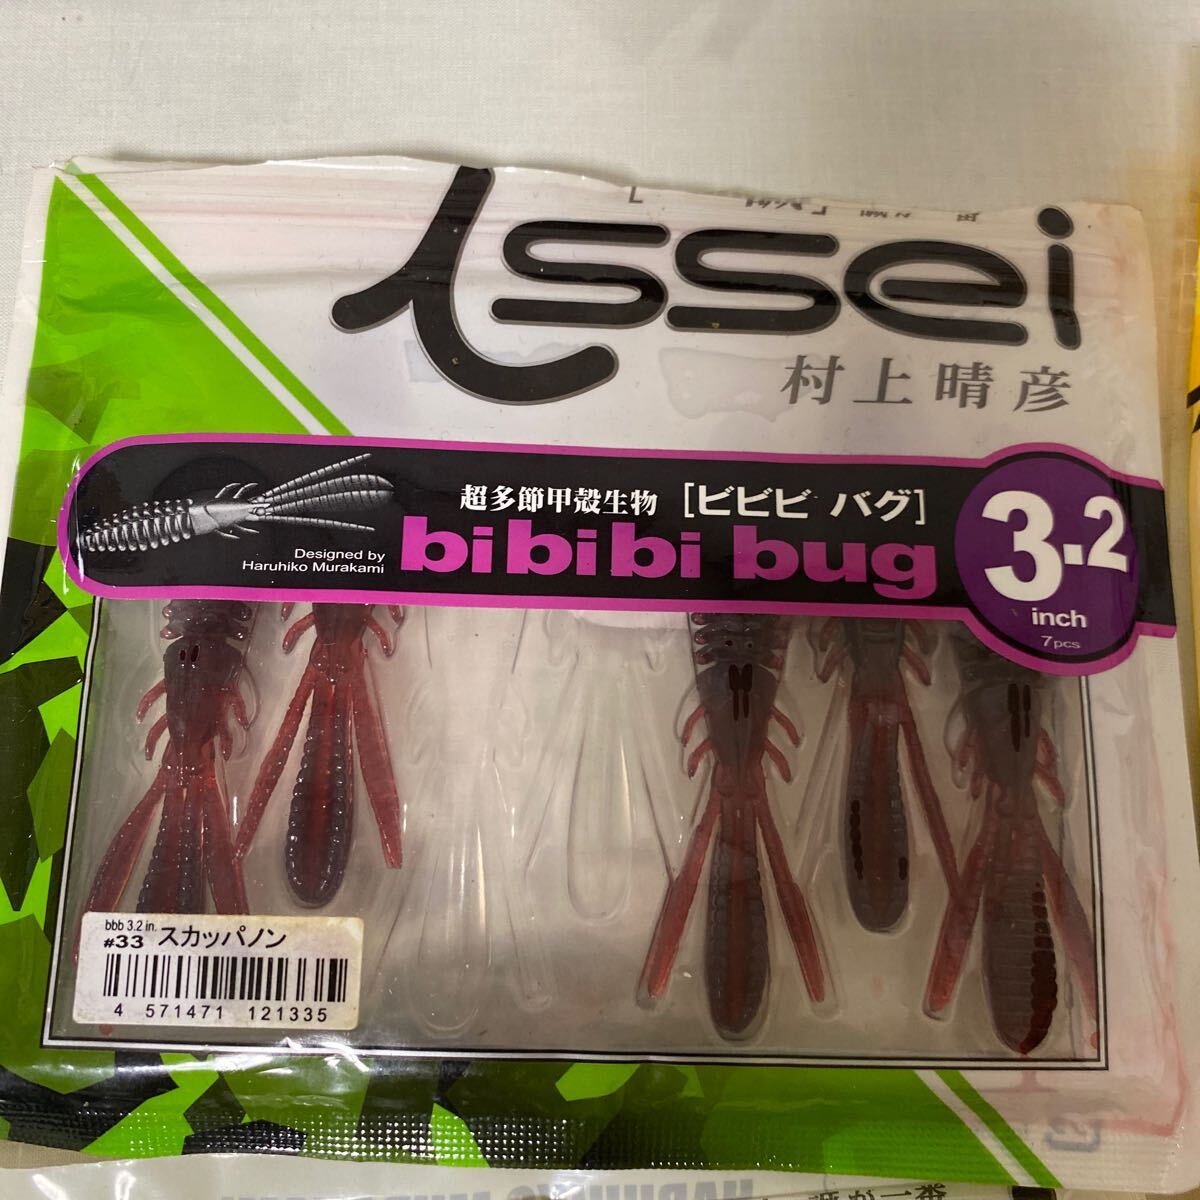 issei
村上晴彦
超多節甲殻生物 [ビビビ バグ]
bibibi bug
Designed by
Haruhiko Murakami
3.2
inch
7pcs
bbb 3.2 in.
#33 スカッパノン
4 571471 121335